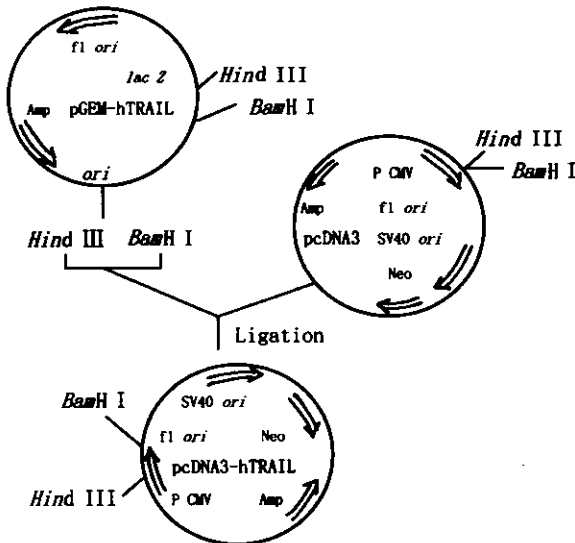 f1 ori
lac 2
Hind III
Amp pGEM-hTRAIL
BamH I
ori
Hind III
P CMV
BamH I
Amp f1 ori
Hind III BamH I
pcDNA3 SV40 ori
Neo
Ligation
BamH I
SV40 ori
f1 ori Neo
pcDNA3-hTRAIL
Hind III
P CMV Amp